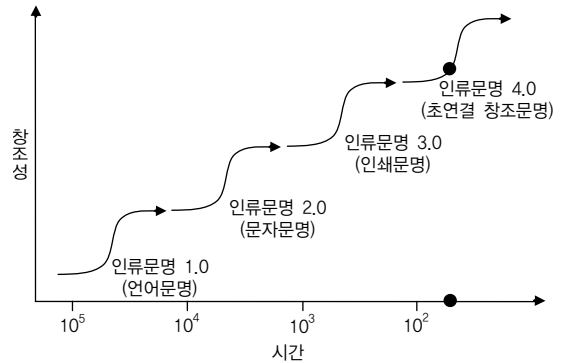 창조성
인류문명 4.0
(초연결 창조문명)
인류문명 3.0
(인쇄문명)
인류문명 2.0
(문자문명)
인류문명 1.0
(언어문명)
10⁵ 10⁴ 10³ 10²
시간